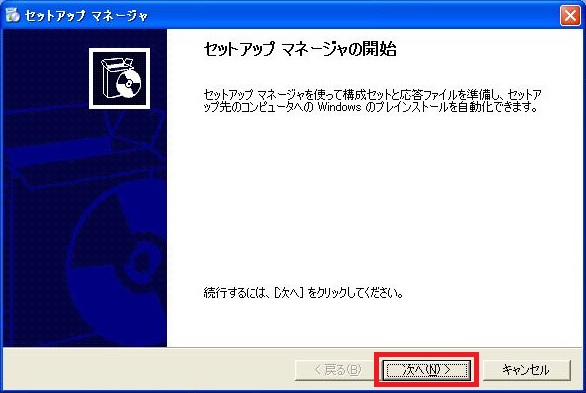 セットアップ マネージャ
セットアップ マネージャの開始
セットアップ マネージャを使って構成セットと応答ファイルを準備し、セットア
ップ先のコンピュータへの Windows のプレインストールを自動化できます。
続行するには、[次へ] をクリックしてください。
< 戻る(B) 次へ(N) > キャンセル